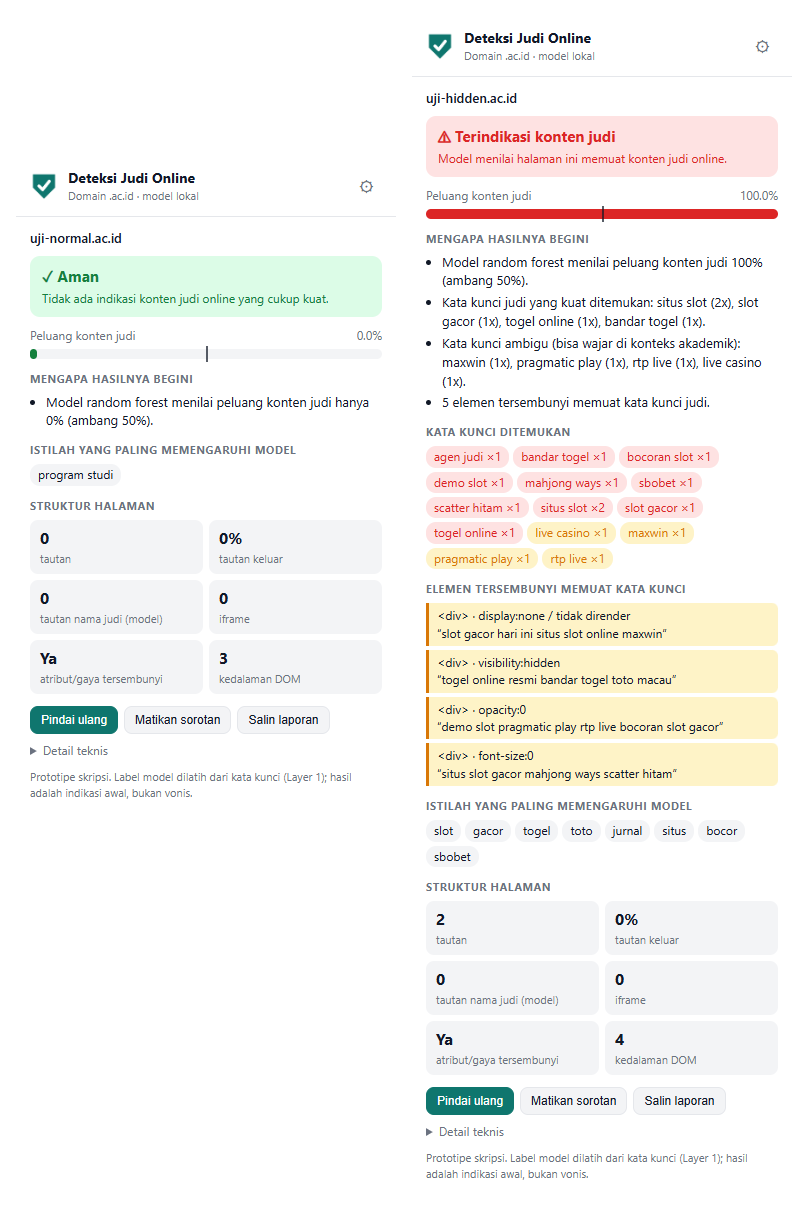 Deteksi Judi Online
Domain .ac.id · model lokal
uji-normal.ac.id
✓ Aman
Tidak ada indikasi konten judi online yang cukup kuat.
Peluang konten judi 0.0%
MENGAPA HASILNYA BEGINI
• Model random forest menilai peluang konten judi hanya
0% (ambang 50%).
ISTILAH YANG PALING MEMENGARUHI MODEL
program studi
STRUKTUR HALAMAN
0 0%
tautan tautan keluar
0 0
tautan nama judi (model) iframe
Ya 3
atribut/gaya tersembunyi kedalaman DOM
Pindai ulang Matikan sorotan Salin laporan
▶ Detail teknis
Prototipe skripsi. Label model dilatih dari kata kunci (Layer 1); hasil
adalah indikasi awal, bukan vonis.
Deteksi Judi Online
Domain .ac.id · model lokal
uji-hidden.ac.id
⚠ Terindikasi konten judi
Model menilai halaman ini memuat konten judi online.
Peluang konten judi 100.0%
MENGAPA HASILNYA BEGINI
• Model random forest menilai peluang konten judi 100%
(ambang 50%).
• Kata kunci judi yang kuat ditemukan: situs slot (2x), slot
gacor (1x), togel online (1x), bandar togel (1x).
• Kata kunci ambigu (bisa wajar di konteks akademik):
maxwin (1x), pragmatic play (1x), rtp live (1x), live casino
(1x).
• 5 elemen tersembunyi memuat kata kunci judi.
KATA KUNCI DITEMUKAN
agen judi ×1 bandar togel ×1 bocoran slot ×1
demo slot ×1 mahjong ways ×1 sbobet ×1
scatter hitam ×1 situs slot ×2 slot gacor ×1
togel online ×1 live casino ×1 maxwin ×1
pragmatic play ×1 rtp live ×1
ELEMEN TERSEMBUNYI MEMUAT KATA KUNCI
<div> · display:none / tidak dirender
“slot gacor hari ini situs slot online maxwin”
<div> · visibility:hidden
“togel online resmi bandar togel toto macau”
<div> · opacity:0
“demo slot pragmatic play rtp live bocoran slot gacor”
<div> · font-size:0
“situs slot gacor mahjong ways scatter hitam”
ISTILAH YANG PALING MEMENGARUHI MODEL
slot gacor togel toto jurnal situs bocor
sbobet
STRUKTUR HALAMAN
2 0%
tautan tautan keluar
0 0
tautan nama judi (model) iframe
Ya 4
atribut/gaya tersembunyi kedalaman DOM
Pindai ulang Matikan sorotan Salin laporan
▶ Detail teknis
Prototipe skripsi. Label model dilatih dari kata kunci (Layer 1); hasil
adalah indikasi awal, bukan vonis.